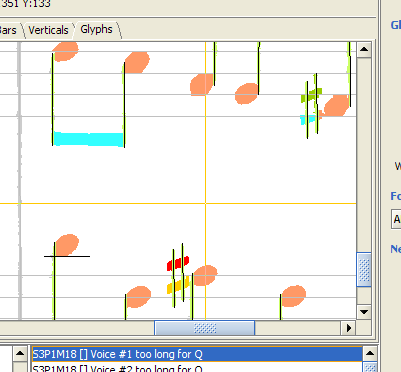 351 Y:133
Bars Verticals Glyphs
Gl
W
Fo
A
Ne
S3P1M18 [] Voice #1 too long for Q
S3P1M18 [] Voice #2 too long for Q